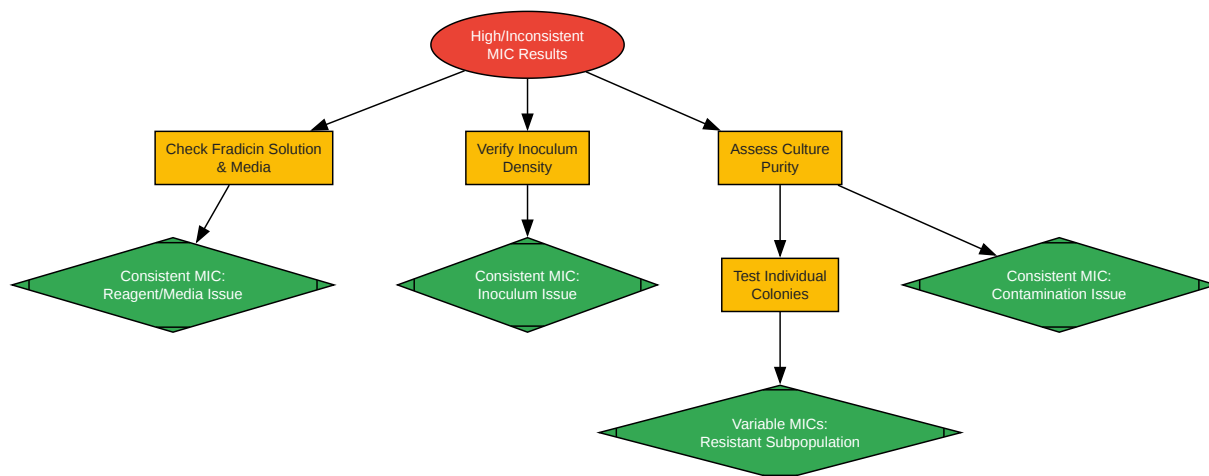 High/Inconsistent
MIC Results
Check Fradicin Solution
& Media
Verify Inoculum
Density
Assess Culture
Purity
Consistent MIC:
Reagent/Media Issue
Consistent MIC:
Inoculum Issue
Test Individual
Colonies
Consistent MIC:
Contamination Issue
Variable MICs:
Resistant Subpopulation